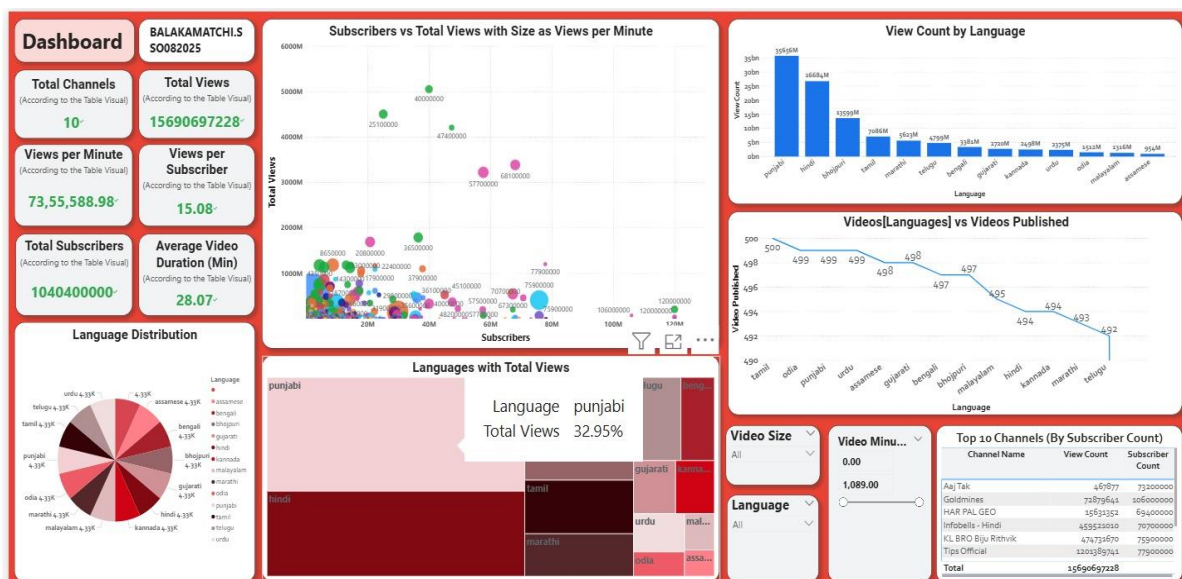 Dashboard
BALAKAMATCHI.S
SO082025
Total Channels
(According to the Table Visual)
10
Total Views
(According to the Table Visual)
15690697228
Views per Minute
(According to the Table Visual)
73,55,588.98
Views per
Subscriber
(According to the Table Visual)
15.08
Total Subscribers
(According to the Table Visual)
1040400000
Average Video
Duration (Min)
(According to the Table Visual)
28.07
Language Distribution
urdu 4.33K
4.33K
telugu 4.33K
assamese 4.33K
tamil 4.33K
bengali
4.33K
punjabi
4.33K
bhojpuri
4.33K
odia 4.33K
gujarati
4.33K
marathi 4.33K
hindi 4.33K
malayalam 4.33K
kannada 4.33K
Language
assamese
bengali
bhojpuri
gujarati
hindi
kannada
malayalam
marathi
odia
punjabi
tamil
telugu
urdu
Subscribers vs Total Views with Size as Views per Minute
Total Views
6000M
5000M
4000M
3000M
2000M
1000M
40000000
25100000
47400000
68100000
57700000
36500000
8650000
20800000
22400000
77900000
17900000
37900000
45100000
70700000
75900000
36100000
57500000
67300000
75900000
106000000
120000000
120000000
20M
40M
60M
80M
100M
120M
Subscribers
Languages with Total Views
punjabi
hindi
tamil
marathi
lugu
beng...
gujarati
kanna...
urdu
mal...
odia
assa...
Language punjabi
Total Views 32.95%
View Count by Language
View Count
35bn
30bn
25bn
20bn
15bn
10bn
5bn
0bn
35656M
26684M
13599M
7086M
5623M
4799M
3381M
2720M
2498M
2375M
1522M
1316M
954M
punjabi
hindi
bhojpuri
tamil
marathi
telugu
bengali
gujarati
kannada
urdu
odia
malayalam
assamese
Language
Videos[Languages] vs Videos Published
Video Published
500
498
496
494
492
490
500
499
499
499
498
498
497
497
495
494
494
493
492
tamil
odia
punjabi
urdu
assamese
gujarati
bengali
bhojpuri
malayalam
hindi
kannada
marathi
telugu
Language
Video Size
All
Language
All
Video Minu...
0.00
1,089.00
Top 10 Channels (By Subscriber Count)
Channel Name View Count Subscriber
Count
Aaj Tak 467877 73200000
Goldmines 72879641 106000000
HAR PAL GEO 15631352 69400000
Infobells - Hindi 459521010 70700000
KL BRO Biju Rithvik 474731670 75900000
Tips Official 1201389741 77900000
Total 15690697228